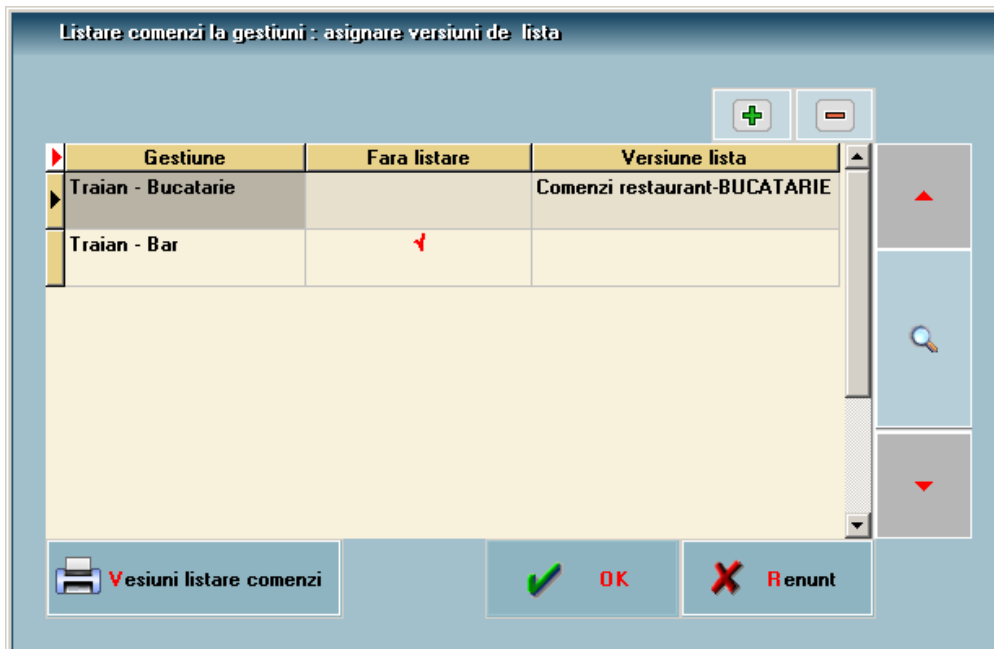 Listare comenzi la gestiuni : asignare versiuni de lista
Gestiune Fara listare Versiune lista
Traian - Bucatarie Comenzi restaurant-BUCATARIE
Traian - Bar
Vesiuni listare comenzi OK Renunt